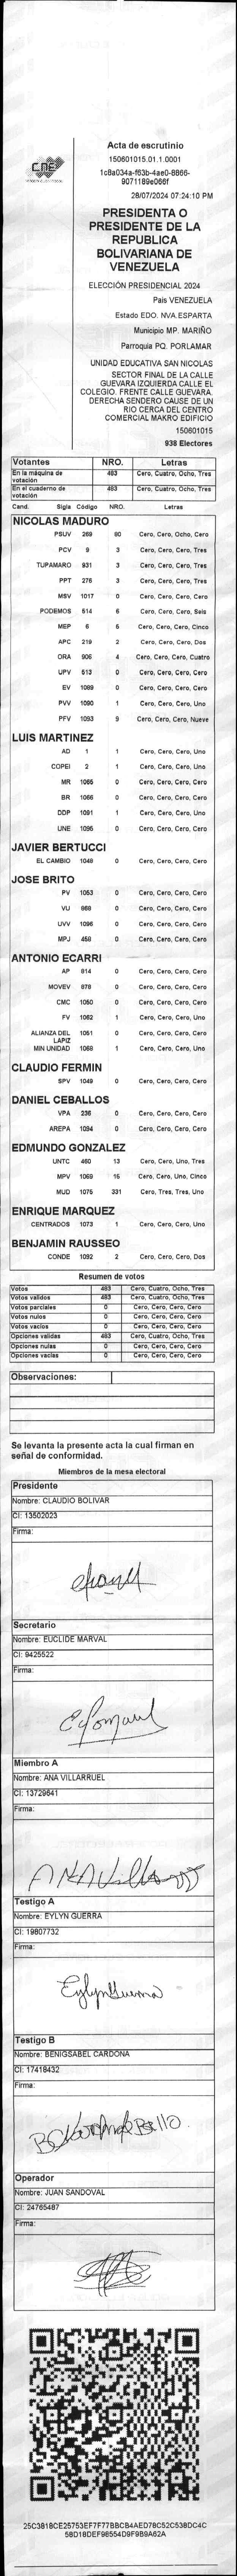 CNE
Acta de escrutinio
150601015.01.1.0001
1c8a034a-f63b-4ae0-8866-
9071189e066f
28/07/2024 07:24:10 PM
PRESIDENTA O
PRESIDENTE DE LA
REPUBLICA
BOLIVARIANA DE
VENEZUELA
ELECCIÓN PRESIDENCIAL 2024
Pais VENEZUELA
Estado EDO. NVA.ESPARTA
Municipio MP. MARIÑO
Parroquia PQ. PORLAMAR
UNIDAD EDUCATIVA SAN NICOLAS
SECTOR FINAL DE LA CALLE
GUEVARA IZQUIERDA CALLE EL
COLEGIO. FRENTE CALLE GUEVARA.
DERECHA SENDERO CAUSE DE UN
RIO CERCA DEL CENTRO
COMERCIAL MAKRO EDIFICIO
150601015
938 Electores
Votantes NRO. Letras
En la máquina de votación 483 Cero, Cuatro, Ocho, Tres
En el cuaderno de votación 483 Cero, Cuatro, Ocho, Tres
Cand. Sigla Código NRO. Letras
NICOLAS MADURO
PSUV 269 80 Cero, Cero, Ocho, Cero
PCV 9 3 Cero, Cero, Cero, Tres
TUPAMARO 931 3 Cero, Cero, Cero, Tres
PPT 276 3 Cero, Cero, Cero, Tres
MSV 1017 0 Cero, Cero, Cero, Cero
PODEMOS 514 6 Cero, Cero, Cero, Seis
MEP 6 5 Cero, Cero, Cero, Cinco
APC 219 2 Cero, Cero, Cero, Dos
ORA 906 4 Cero, Cero, Cero, Cuatro
UPV 513 0 Cero, Cero, Cero, Cero
EV 1089 0 Cero, Cero, Cero, Cero
PVV 1090 1 Cero, Cero, Cero, Uno
PFV 1093 9 Cero, Cero, Cero, Nueve
LUIS MARTINEZ
AD 1 1 Cero, Cero, Cero, Uno
COPEI 2 1 Cero, Cero, Cero, Uno
MR 1065 0 Cero, Cero, Cero, Cero
BR 1066 0 Cero, Cero, Cero, Cero
DDP 1091 1 Cero, Cero, Cero, Uno
UNE 1095 0 Cero, Cero, Cero, Cero
JAVIER BERTUCCI
EL CAMBIO 1048 0 Cero, Cero, Cero, Cero
JOSE BRITO
PV 1053 0 Cero, Cero, Cero, Cero
VU 868 0 Cero, Cero, Cero, Cero
UVV 1096 0 Cero, Cero, Cero, Cero
MPJ 458 0 Cero, Cero, Cero, Cero
ANTONIO ECARRI
AP 814 0 Cero, Cero, Cero, Cero
MOVEV 878 0 Cero, Cero, Cero, Cero
CMC 1050 0 Cero, Cero, Cero, Cero
FV 1062 1 Cero, Cero, Cero, Uno
ALIANZA DEL LAPIZ 1051 0 Cero, Cero, Cero, Cero
MIN UNIDAD 1068 1 Cero, Cero, Cero, Uno
CLAUDIO FERMIN
SPV 1049 0 Cero, Cero, Cero, Cero
DANIEL CEBALLOS
VPA 236 0 Cero, Cero, Cero, Cero
AREPA 1094 0 Cero, Cero, Cero, Cero
EDMUNDO GONZALEZ
UNTC 460 13 Cero, Cero, Uno, Tres
MPV 1069 15 Cero, Cero, Uno, Cinco
MUD 1075 331 Cero, Tres, Tres, Uno
ENRIQUE MARQUEZ
CENTRADOS 1073 1 Cero, Cero, Cero, Uno
BENJAMIN RAUSSEO
CONDE 1092 2 Cero, Cero, Cero, Dos
Resumen de votos
Votos 483 Cero, Cuatro, Ocho, Tres
Votos validos 483 Cero, Cuatro, Ocho, Tres
Votos parciales 0 Cero, Cero, Cero, Cero
Votos nulos 0 Cero, Cero, Cero, Cero
Votos vacios 0 Cero, Cero, Cero, Cero
Opciones validas 483 Cero, Cuatro, Ocho, Tres
Opciones nulas 0 Cero, Cero, Cero, Cero
Opciones vacias 0 Cero, Cero, Cero, Cero
Observaciones:
Se levanta la presente acta la cual firman en
señal de conformidad.
Miembros de la mesa electoral
Presidente
Nombre: CLAUDIO BOLIVAR
CI: 13502023
Firma:
Secretario
Nombre: EUCLIDE MARVAL
CI: 9425522
Firma:
Miembro A
Nombre: ANA VILLARRUEL
CI: 13729641
Firma:
Testigo A
Nombre: EYLYN GUERRA
CI: 19807732
Firma:
Eylyn Guerra
Testigo B
Nombre: BENIGSABEL CARDONA
CI: 17418432
Firma:
Operador
Nombre: JUAN SANDOVAL
CI: 24765487
Firma:
25C3818CE25753EF7F77BBCB4AED78C52C538DC4C
58D18DEF98554D9F9B9A62A